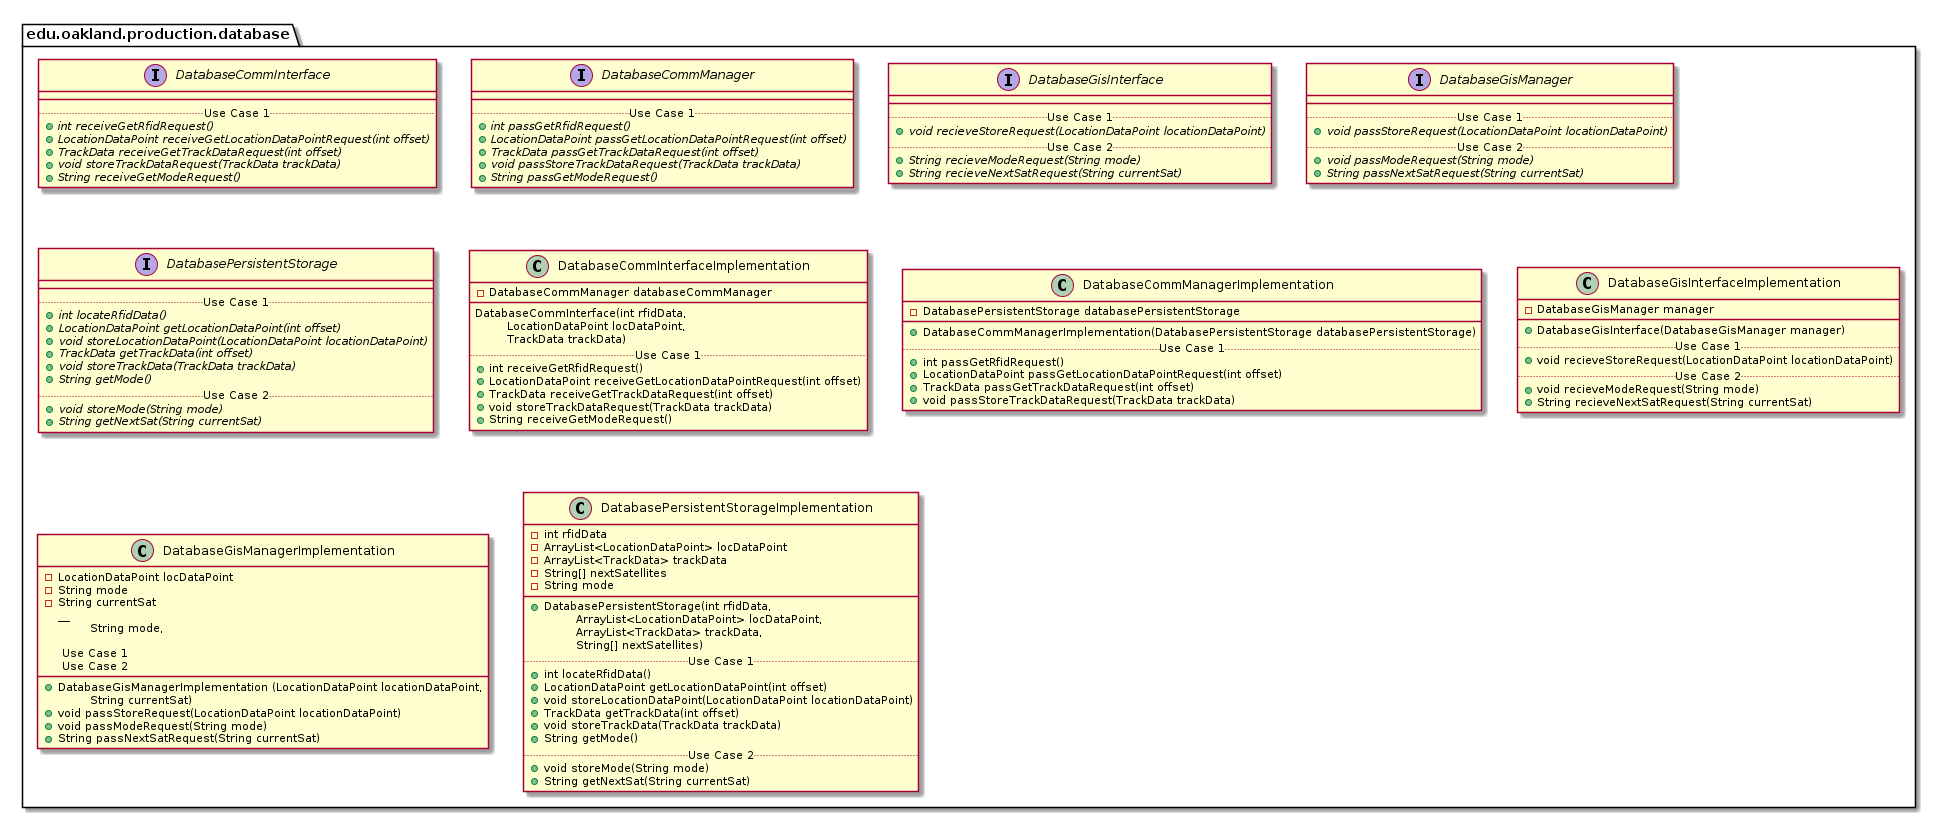 edu.oakland.production.database
I DatabaseCommInterface
Use Case 1
int receiveGetRfidRequest()
LocationDataPoint receiveGetLocationDataPointRequest(int offset)
TrackData receiveGetTrackDataRequest(int offset)
void storeTrackDataRequest(TrackData trackData)
String receiveGetModeRequest()
I DatabaseCommManager
Use Case 1
int passGetRfidRequest()
LocationDataPoint passGetLocationDataPointRequest(int offset)
TrackData passGetTrackDataRequest(int offset)
void passStoreTrackDataRequest(TrackData trackData)
String passGetModeRequest()
I DatabaseGisInterface
Use Case 1
void recieveStoreRequest(LocationDataPoint locationDataPoint)
Use Case 2
String recieveModeRequest(String mode)
String recieveNextSatRequest(String currentSat)
I DatabaseGisManager
Use Case 1
void passStoreRequest(LocationDataPoint locationDataPoint)
Use Case 2
void passModeRequest(String mode)
String passNextSatRequest(String currentSat)
I DatabasePersistentStorage
Use Case 1
int locateRfidData()
LocationDataPoint getLocationDataPoint(int offset)
void storeLocationDataPoint(LocationDataPoint locationDataPoint)
TrackData getTrackData(int offset)
void storeTrackData(TrackData trackData)
String getMode()
Use Case 2
void storeMode(String mode)
String getNextSat(String currentSat)
C DatabaseCommInterfaceImplementation
DatabaseCommManager databaseCommManager
DatabaseCommInterface(int rfidData,
LocationDataPoint locDataPoint,
TrackData trackData)
Use Case 1
int receiveGetRfidRequest()
LocationDataPoint receiveGetLocationDataPointRequest(int offset)
TrackData receiveGetTrackDataRequest(int offset)
void storeTrackDataRequest(TrackData trackData)
String receiveGetModeRequest()
C DatabaseCommManagerImplementation
DatabasePersistentStorage databasePersistentStorage
DatabaseCommManagerImplementation(DatabasePersistentStorage databasePersistentStorage)
Use Case 1
int passGetRfidRequest()
LocationDataPoint passGetLocationDataPointRequest(int offset)
TrackData passGetTrackDataRequest(int offset)
void passStoreTrackDataRequest(TrackData trackData)
C DatabaseGisInterfaceImplementation
DatabaseGisManager manager
DatabaseGisInterface(DatabaseGisManager manager)
Use Case 1
void recieveStoreRequest(LocationDataPoint locationDataPoint)
Use Case 2
void recieveModeRequest(String mode)
String recieveNextSatRequest(String currentSat)
C DatabaseGisManagerImplementation
LocationDataPoint locDataPoint
String mode
String currentSat
__
String mode,
Use Case 1
Use Case 2
DatabaseGisManagerImplementation (LocationDataPoint locationDataPoint,
String currentSat)
void passStoreRequest(LocationDataPoint locationDataPoint)
void passModeRequest(String mode)
String passNextSatRequest(String currentSat)
C DatabasePersistentStorageImplementation
int rfidData
ArrayList<LocationDataPoint> locDataPoint
ArrayList<TrackData> trackData
String[] nextSatellites
String mode
DatabasePersistentStorage(int rfidData,
ArrayList<LocationDataPoint> locDataPoint,
ArrayList<TrackData> trackData,
String[] nextSatellites)
Use Case 1
int locateRfidData()
LocationDataPoint getLocationDataPoint(int offset)
void storeLocationDataPoint(LocationDataPoint locationDataPoint)
TrackData getTrackData(int offset)
void storeTrackData(TrackData trackData)
String getMode()
Use Case 2
void storeMode(String mode)
String getNextSat(String currentSat)